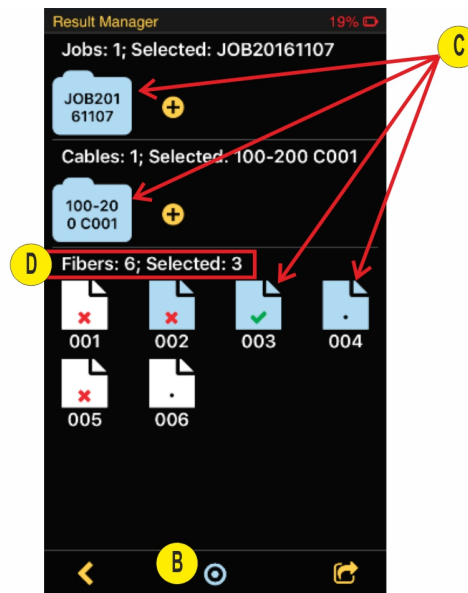 Result Manager 19%
C
Jobs: 1; Selected: JOB20161107
JOB201
61107
Cables: 1; Selected: 100-200 C001
100-20
0 C001
D
Fibers: 6; Selected: 3
001 002 003 004
005 006
B